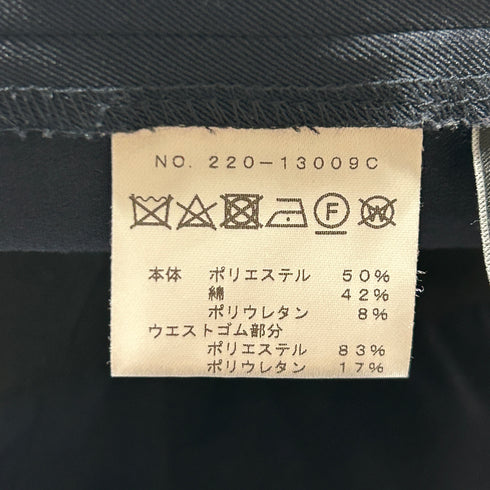 NO. 220-13009C
本体 ポリエステル 50%
綿 42%
ポリウレタン 8%
ウエストゴム部分
ポリエステル 83%
ポリウレタン 17%